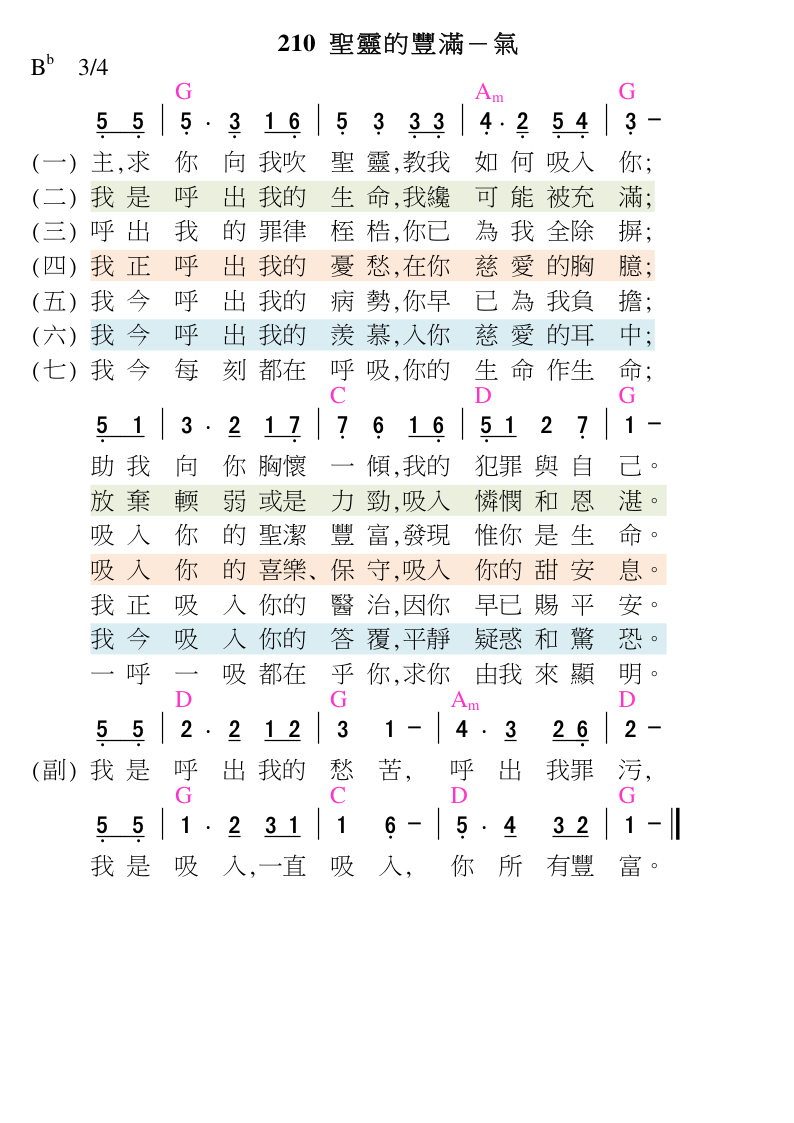 210 聖靈的豐滿－氣
Bb 3/4
G Am G
5 5 | 5 · 3 1 6 | 5 3 3 3 | 4 · 2 5 4 | 3 －
(一) 主,求 你 向 我吹 聖 靈,教我 如 何 吸入 你;
(二) 我 是 呼 出 我的 生 命,我纔 可 能 被充 滿;
(三) 呼 出 我 的 罪律 桎 梏,你已 為 我 全除 摒;
(四) 我 正 呼 出 我的 憂 愁,在你 慈 愛 的胸 臆;
(五) 我 今 呼 出 我的 病 勢,你早 已 為 我負 擔;
(六) 我 今 呼 出 我的 羨 慕,入你 慈 愛 的耳 中;
(七) 我 今 每 刻 都在 呼 吸,你的 生 命 作生 命;
C D G
5 1 | 3 · 2 1 7 | 7 6 1 6 | 5 1 2 7 | 1 －
助 我 向 你 胸懷 一 傾,我的 犯罪 與 自 己。
放 棄 輭 弱 或是 力 勁,吸入 憐憫 和 恩 湛。
吸 入 你 的 聖潔 豐 富,發現 惟你 是 生 命。
吸 入 你 的 喜樂、保 守,吸入 你的 甜 安 息。
我 正 吸 入 你的 醫 治,因你 早已 賜 平 安。
我 今 吸 入 你的 答 覆,平靜 疑惑 和 驚 恐。
一 呼 一 吸 都在 乎 你,求你 由我 來 顯 明。
D G Am D
5 5 | 2 · 2 1 2 | 3 1 － | 4 · 3 2 6 | 2 －
(副) 我 是 呼 出 我的 愁 苦, 呼 出 我罪 污,
G C D G
5 5 | 1 · 2 3 1 | 1 6 － | 5 · 4 3 2 | 1 － ‖
我 是 吸 入,一直 吸 入, 你 所 有豐 富。